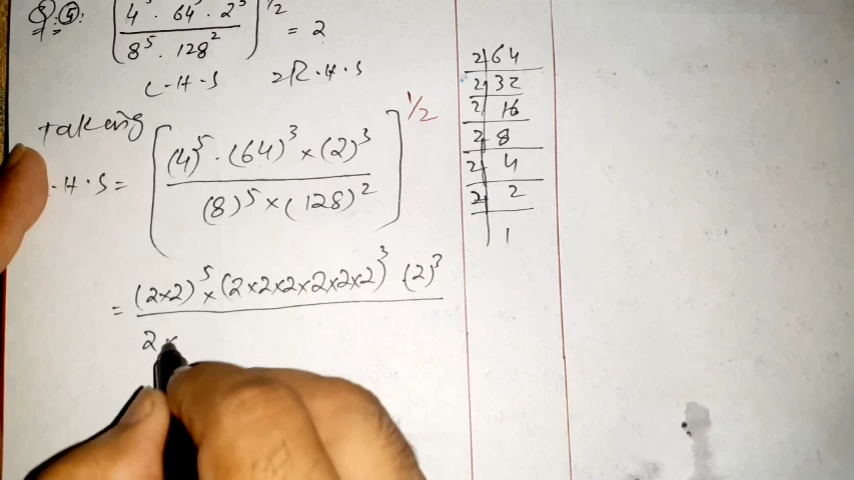 Q:5: [4⁵ · 64³ · 2³ / 8⁵ · 128²]^1/2 = 2
L-H-S R.H.S
Taking
L.H.S = [(4)⁵ · (64)³ × (2)³ / (8)⁵ × (128)²]^1/2
= (2×2)⁵ × (2×2×2×2×2×2)³ · (2)³
2×
2|64
2|32
2|16
2|8
2|4
2|2
|1